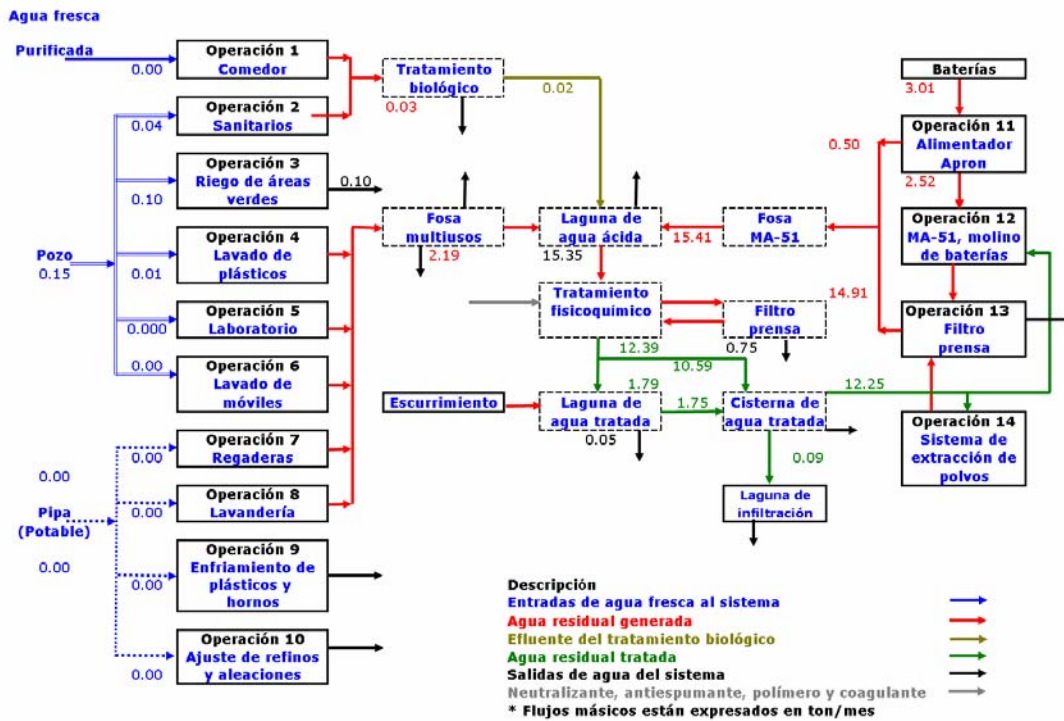 Agua fresca
Purificada
0.00
Operación 1
Comedor
0.04
Operación 2
Sanitarios
0.10
Operación 3
Riego de áreas
verdes
0.10
Pozo
0.15
0.01
Operación 4
Lavado de
plásticos
0.000
Operación 5
Laboratorio
0.00
Operación 6
Lavado de
móviles
0.00
Operación 7
Regaderas
0.00
Pipa
(Potable)
0.00
0.00
Operación 8
Lavandería
0.00
Operación 9
Enfriamiento de
plásticos y
hornos
0.00
Operación 10
Ajuste de refinos
y aleaciones
Tratamiento
biológico
0.03
0.02
Fosa
multiusos
2.19
Laguna de
agua ácida
15.35
Fosa
MA-51
15.41
Tratamiento
fisicoquímico
Filtro
prensa
0.75
12.39
10.59
1.79
Escurrimiento
Laguna de
agua tratada
0.05
1.75
Cisterna de
agua tratada
12.25
0.09
Laguna de
infiltración
Baterías
3.01
Operación 11
Alimentador
Apron
0.50
2.52
Operación 12
MA-51, molino
de baterías
14.91
Operación 13
Filtro
prensa
Operación 14
Sistema de
extracción de
polvos
Descripción
Entradas de agua fresca al sistema
Agua residual generada
Efluente del tratamiento biológico
Agua residual tratada
Salidas de agua del sistema
Neutralizante, antiespumante, polímero y coagulante
* Flujos másicos están expresados en ton/mes